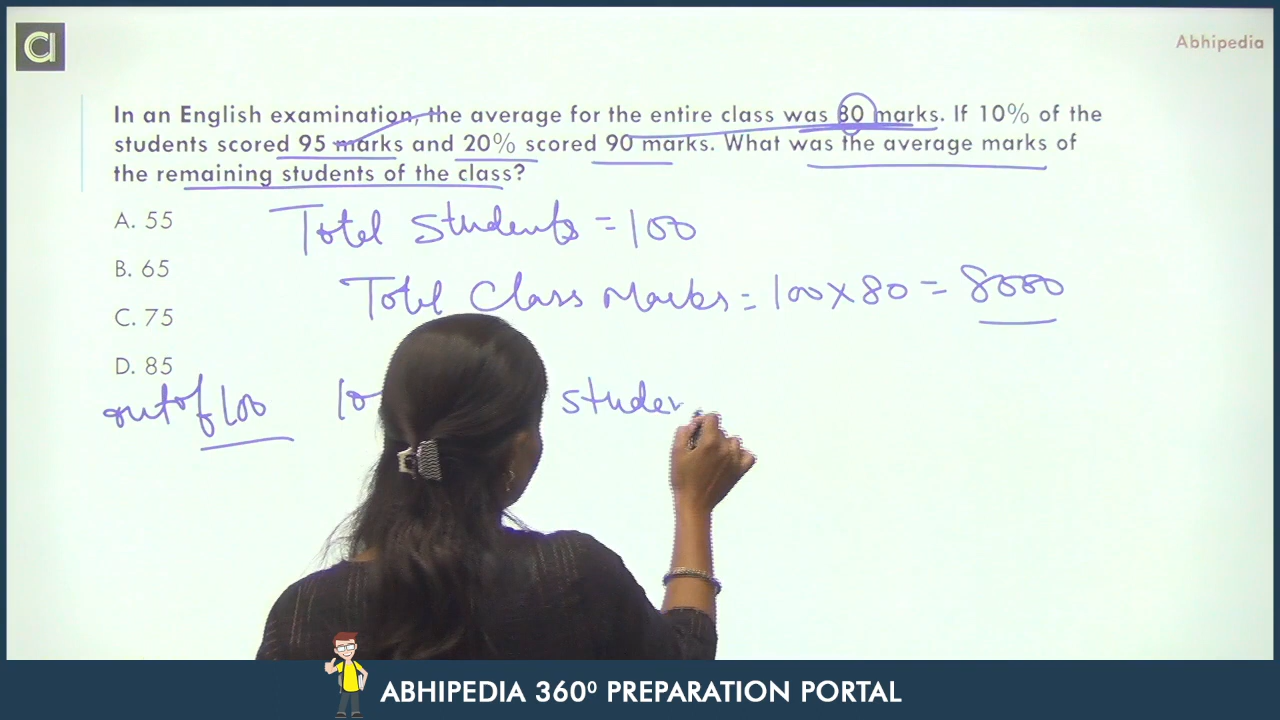 CI
Abhipedia
In an English examination, the average for the entire class was 80 marks. If 10% of the
students scored 95 marks and 20% scored 90 marks. What was the average marks of
the remaining students of the class?
A. 55
Total Students = 100
B. 65
Total Class Marks = 100 x 80 = 8000
C. 75
D. 85
out of 100 10 studen
ABHIPEDIA 360⁰ PREPARATION PORTAL